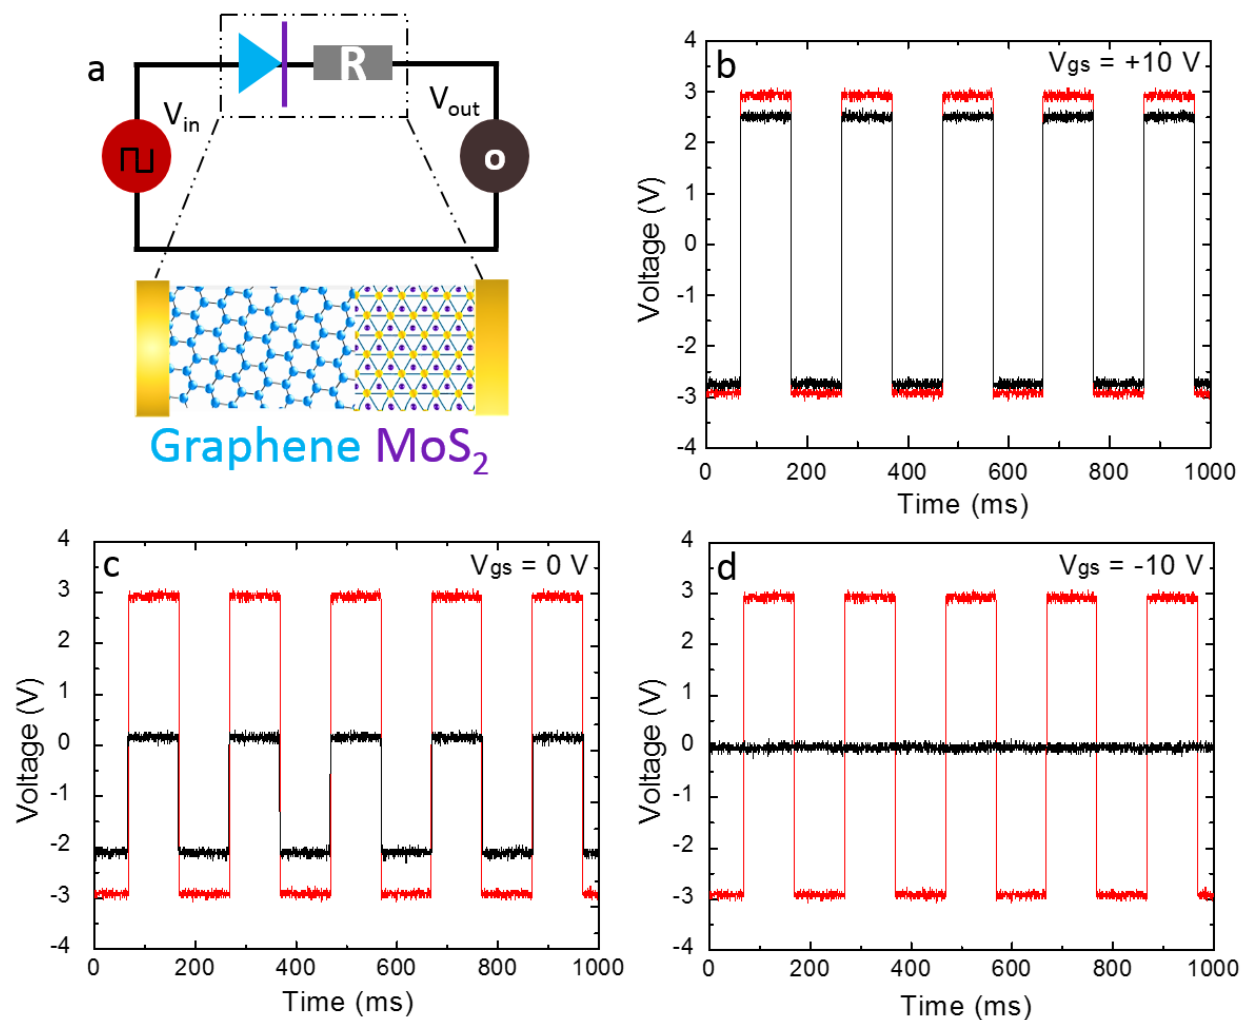 a
R
V_in
V_out
o
Graphene MoS₂
b
Vgs = +10 V
4
3
2
1
0
-1
-2
-3
-4
Voltage (V)
0 200 400 600 800 1000
Time (ms)
c
Vgs = 0 V
4
3
2
1
0
-1
-2
-3
-4
Voltage (V)
0 200 400 600 800 1000
Time (ms)
d
Vgs = -10 V
4
3
2
1
0
-1
-2
-3
-4
Voltage (V)
0 200 400 600 800 1000
Time (ms)